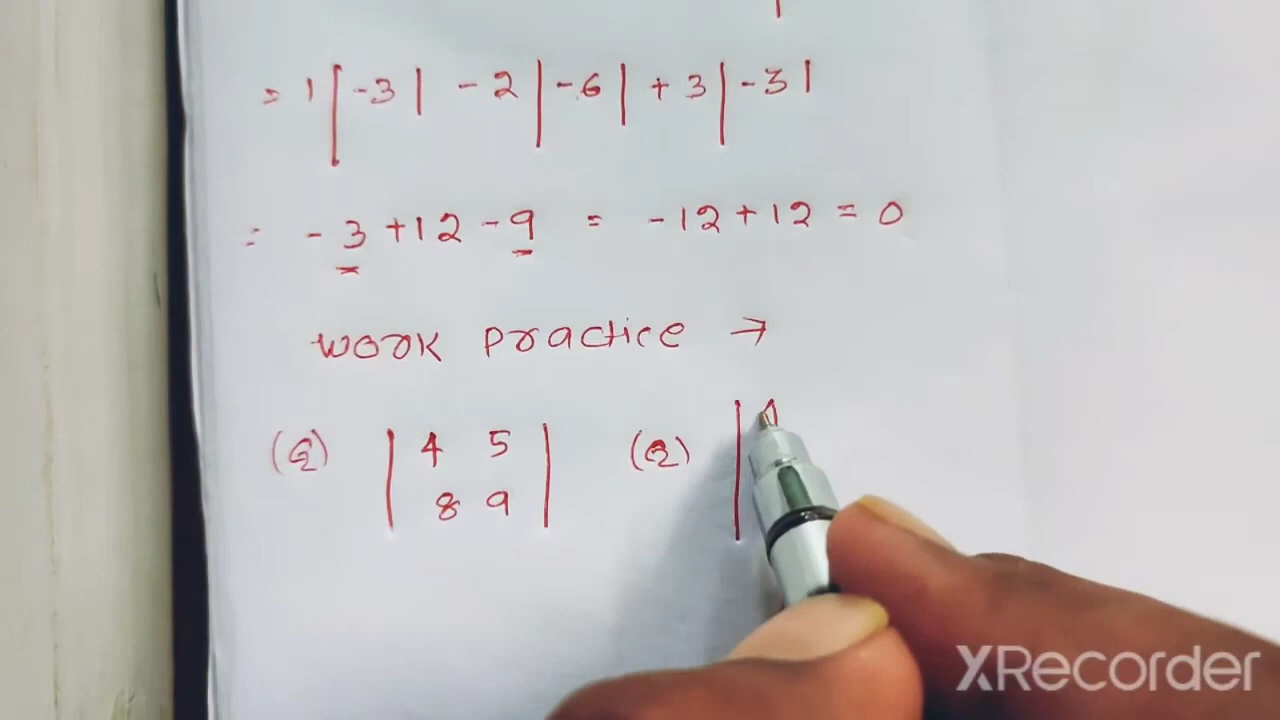 = 1 | -3 | - 2 | -6 | + 3 | -3 |
= - 3 + 12 - 9 = -12 + 12 = 0
Work Practice →
(Q) | 4 5 | (Q) |
8 9
XRecorder